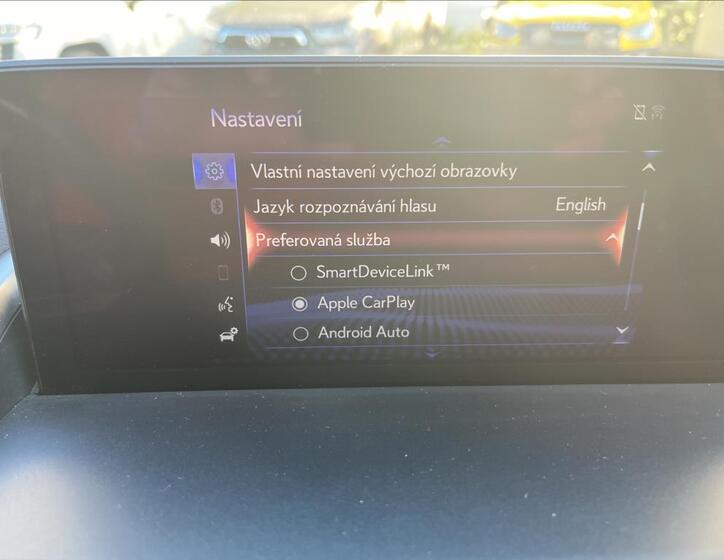 Nastavení
Vlastní nastavení výchozí obrazovky
Jazyk rozpoznávání hlasu English
Preferovaná služba
SmartDeviceLink™
Apple CarPlay
Android Auto